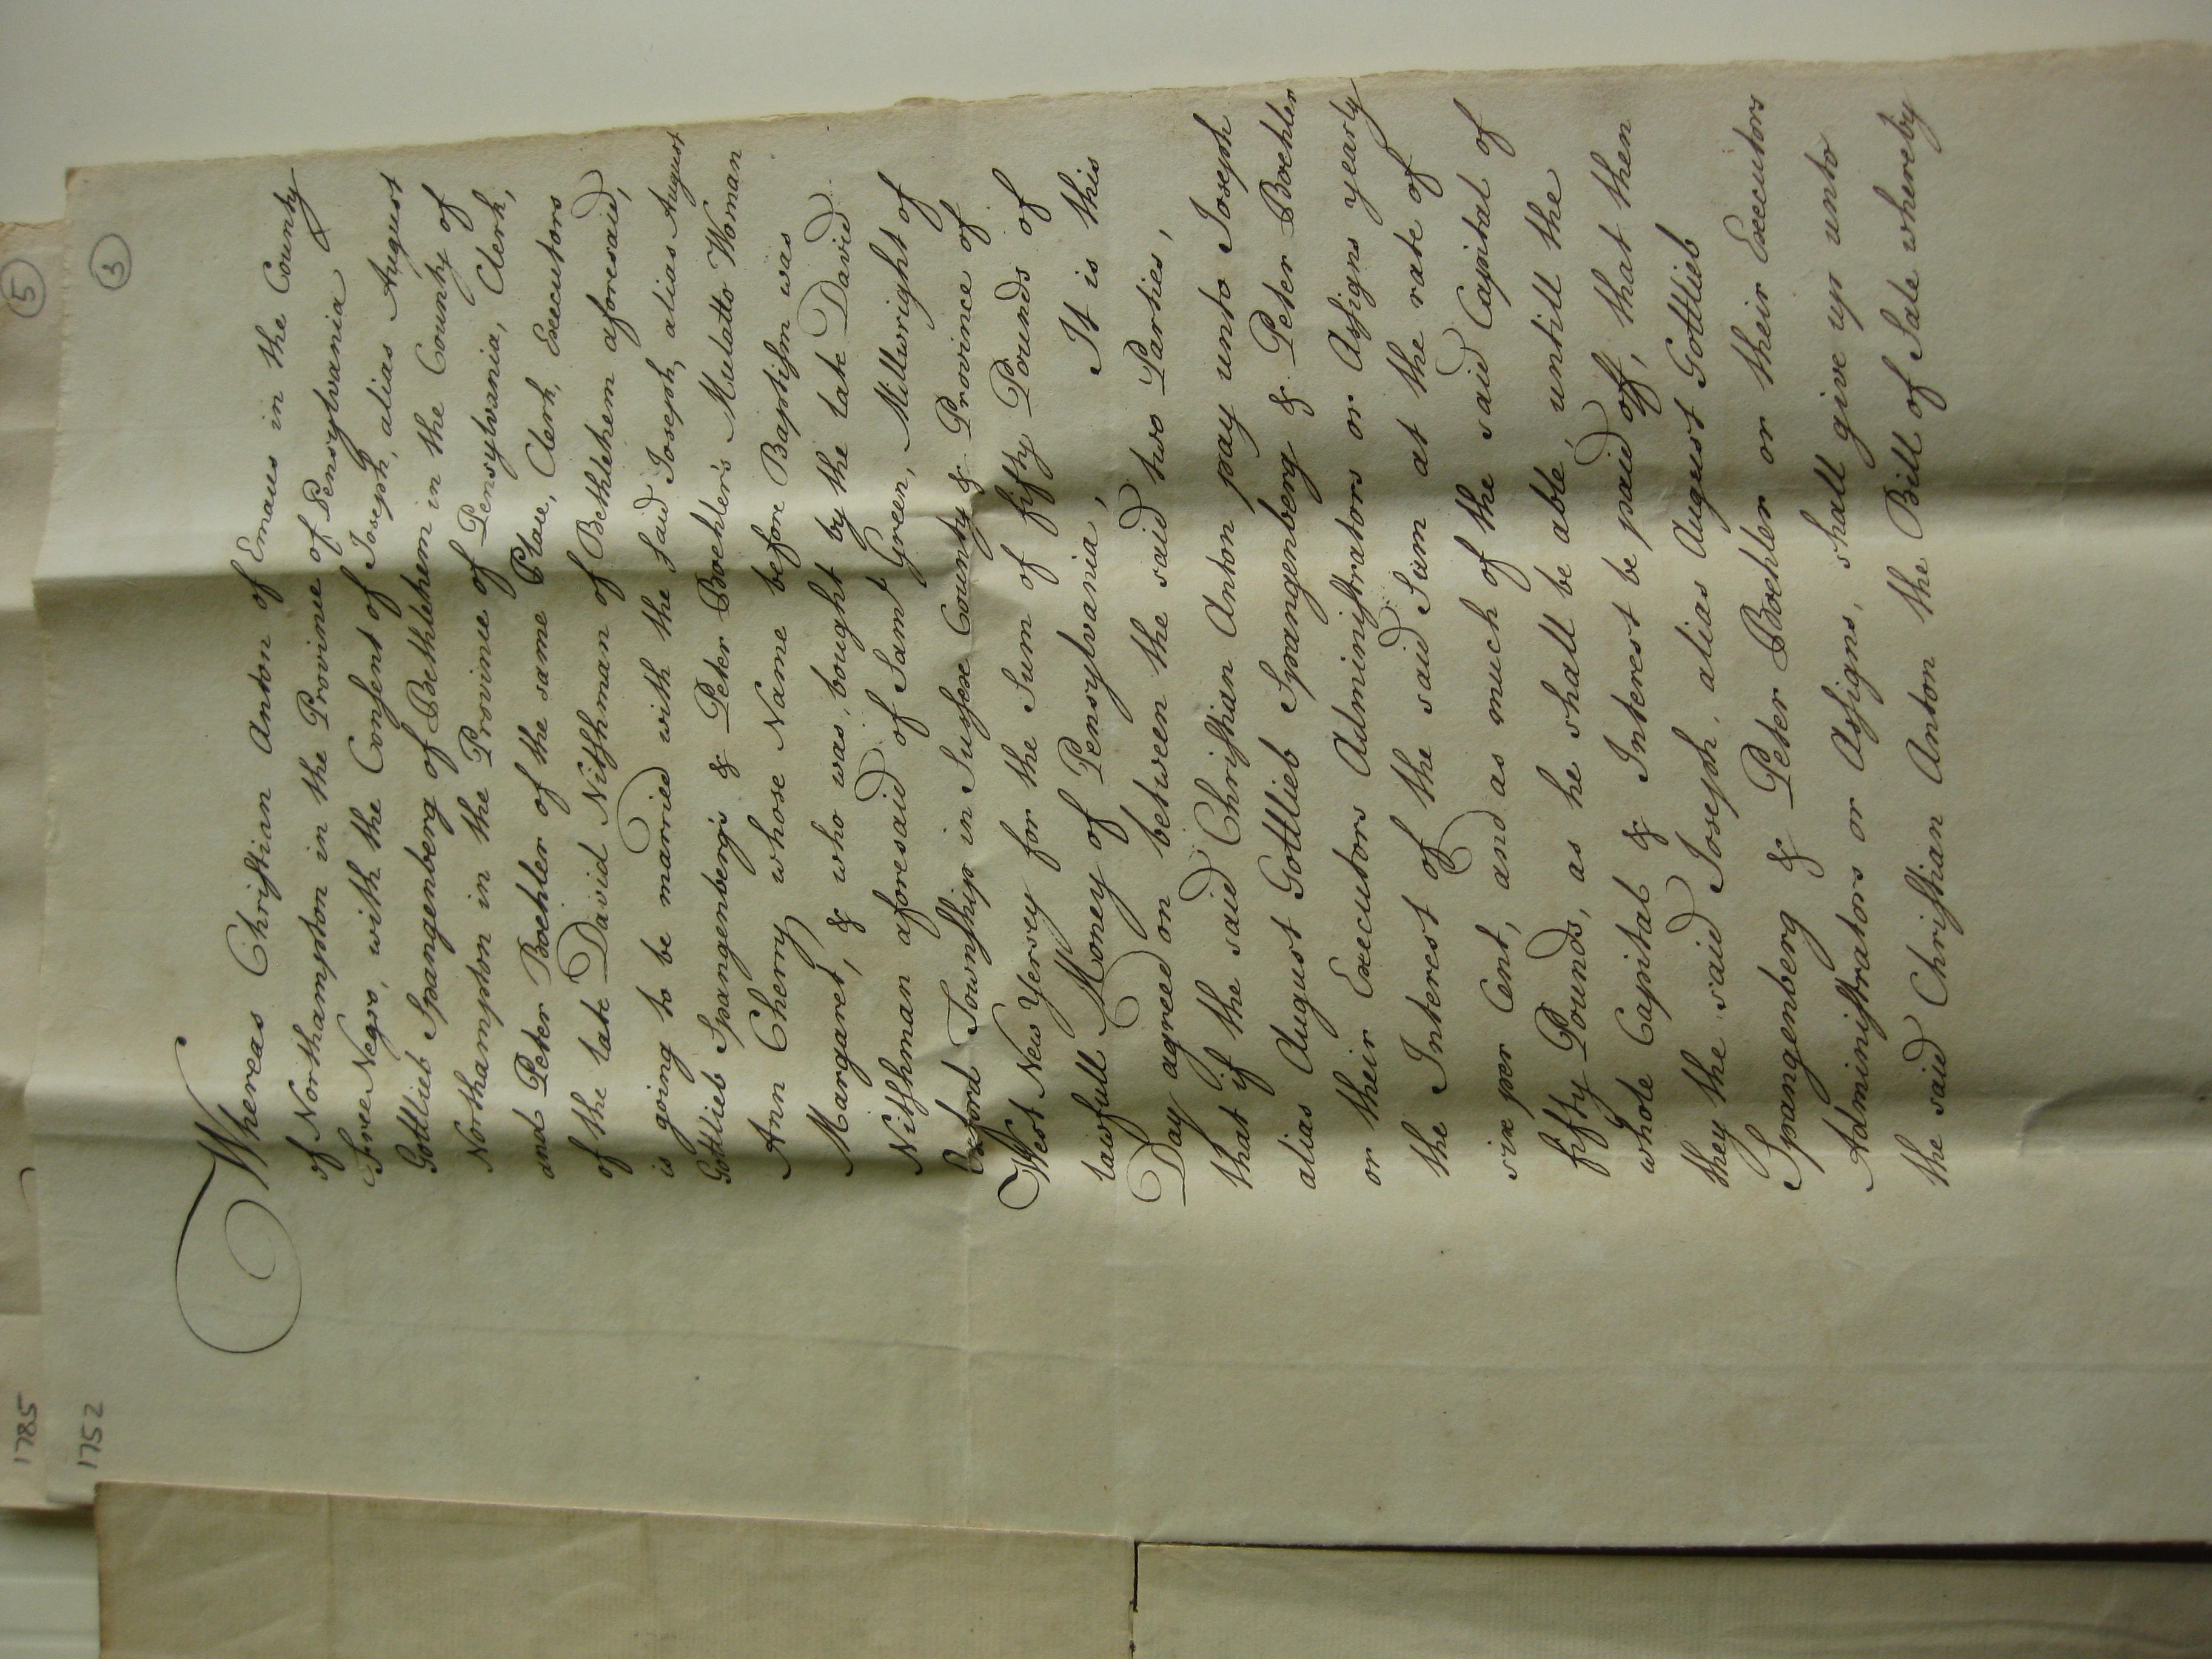 5
1785
3
1752
Whereas Christian Anton of Emaus in the County
of Northampton in the Province of Pensylvania
Free Negro, with the Consent of Joseph, alias August
Gottlieb Spangenberg of Bethlehem in the County of
Northampton in the Province of Pensylvania, Clerk,
and Peter Boehler of the same Place, Clerk, Executors
of the late David Nitshman of Bethlehem aforesaid,
is going to be married with the said Joseph, alias August
Gottlieb Spangenberg's & Peter Boehler's Mulatto Woman
Ann Cherry whose Name before Baptism was
Margaret, & who was, bought by the late David
Nitshman aforesaid of Saml Green, Millwright of
Oxford Township in Sussex County & Province of
West New Yersey for the Sum of fifty Pounds of
lawfull Money of Pensylvania, It is this
Day agreed on between the said two Parties,
that if the said Christian Anton pay unto Joseph
alias August Gottlieb Spangenberg & Peter Boehler
or their Executors Administrators or Assigns yearly
the Interest of the said Sum at the rate of
six per Cent, and as much of the said Capital of
fifty Pounds, as he shall be able, untill the
whole Capital & Interest be paid off, that then
they the said Joseph, alias August Gottlieb
Spangenberg & Peter Boehler or their Executors
Administrators or Assigns, shall give up unto
the said Christian Anton the Bill of Sale whereby